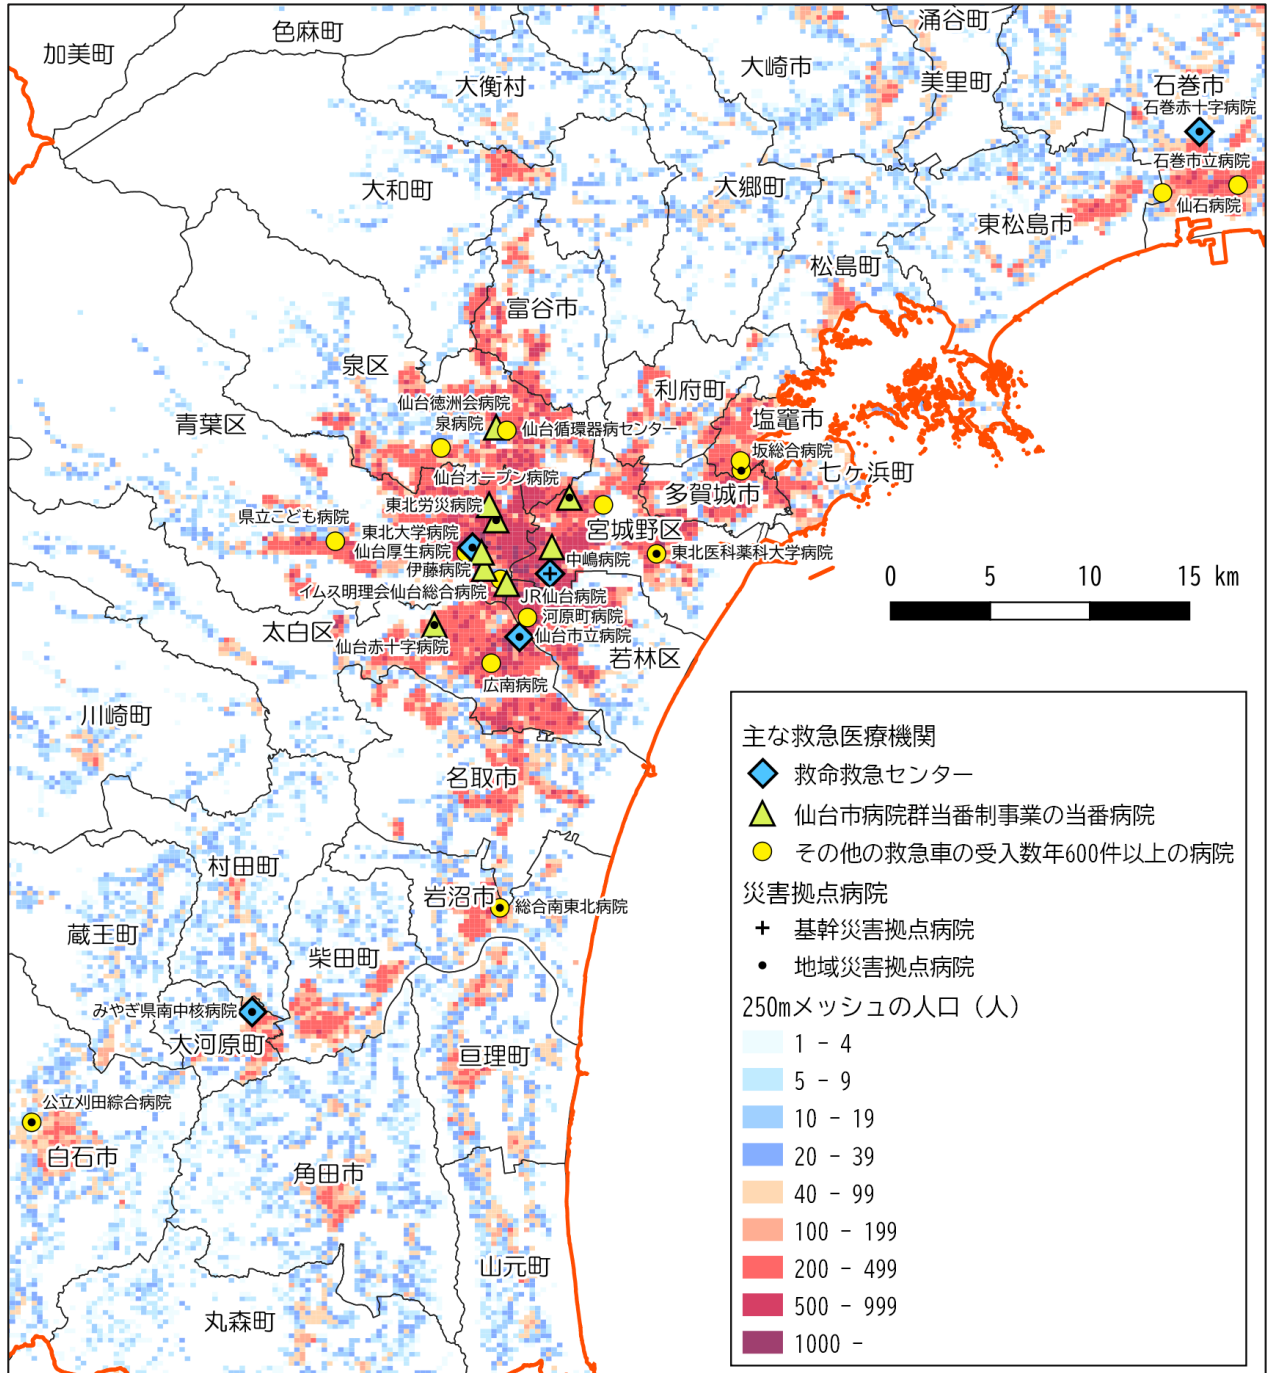 加美町
色麻町
涌谷町
大崎市
美里町
大衡村
石巻市
石巻赤十字病院
石巻市立病院
仙石病院
大和町
大郷町
東松島市
松島町
富谷市
泉区
利府町
仙台徳洲会病院
泉病院
仙台循環器病センター
青葉区
塩竈市
坂総合病院
七ヶ浜町
仙台オープン病院
多賀城市
東北労災病院
県立こども病院
宮城野区
東北大学病院
仙台厚生病院
東北医科薬科大学病院
中嶋病院
伊藤病院
イムス明理会仙台総合病院
JR仙台病院
河原町病院
太白区
仙台市立病院
仙台赤十字病院
若林区
広南病院
0 5 10 15 km
川崎町
名取市
村田町
岩沼市
総合南東北病院
蔵王町
柴田町
みやぎ県南中核病院
大河原町
亘理町
公立刈田綜合病院
白石市
角田市
山元町
丸森町
主な救急医療機関
救命救急センター
仙台市病院群当番制事業の当番病院
その他の救急車の受入数年600件以上の病院
災害拠点病院
基幹災害拠点病院
地域災害拠点病院
250mメッシュの人口（人）
1 - 4
5 - 9
10 - 19
20 - 39
40 - 99
100 - 199
200 - 499
500 - 999
1000 -